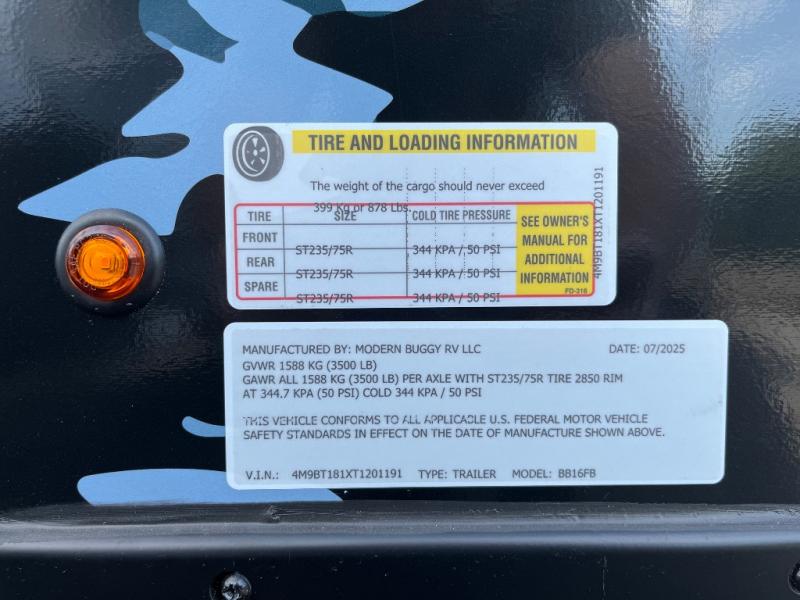 TIRE AND LOADING INFORMATION
The weight of the cargo should never exceed
399 Kg or 878 Lbs.
TIRE SIZE COLD TIRE PRESSURE
FRONT ST235/75R 344 KPA / 50 PSI
REAR ST235/75R 344 KPA / 50 PSI
SPARE ST235/75R 344 KPA / 50 PSI
SEE OWNER'S
MANUAL FOR
ADDITIONAL
INFORMATION
FD-316
4M9BT181XT1201191
MANUFACTURED BY: MODERN BUGGY RV LLC DATE: 07/2025
GVWR 1588 KG (3500 LB)
GAWR ALL 1588 KG (3500 LB) PER AXLE WITH ST235/75R TIRE 2850 RIM
AT 344.7 KPA (50 PSI) COLD 344 KPA / 50 PSI
THIS VEHICLE CONFORMS TO ALL APPLICABLE U.S. FEDERAL MOTOR VEHICLE
SAFETY STANDARDS IN EFFECT ON THE DATE OF MANUFACTURE SHOWN ABOVE.
V.I.N.: 4M9BT181XT1201191 TYPE: TRAILER MODEL: BB16FB